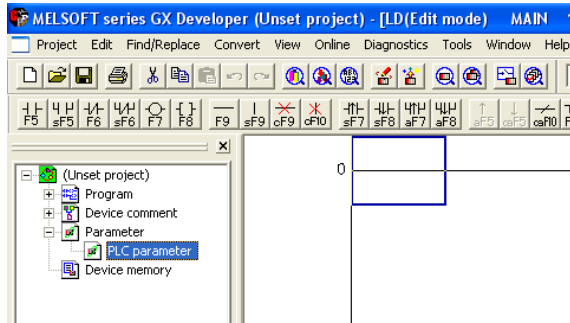 MELSOFT series GX Developer (Unset project) - [LD(Edit mode) MAIN
Project Edit Find/Replace Convert View Online Diagnostics Tools Window Help
F5 sF5 F6 sF6 F7 F8 F9 sF9 cF9 cF10 sF7 sF8 aF7 aF8 aF5 caF5 caF10
(Unset project)
0
Program
Device comment
Parameter
PLC parameter
Device memory